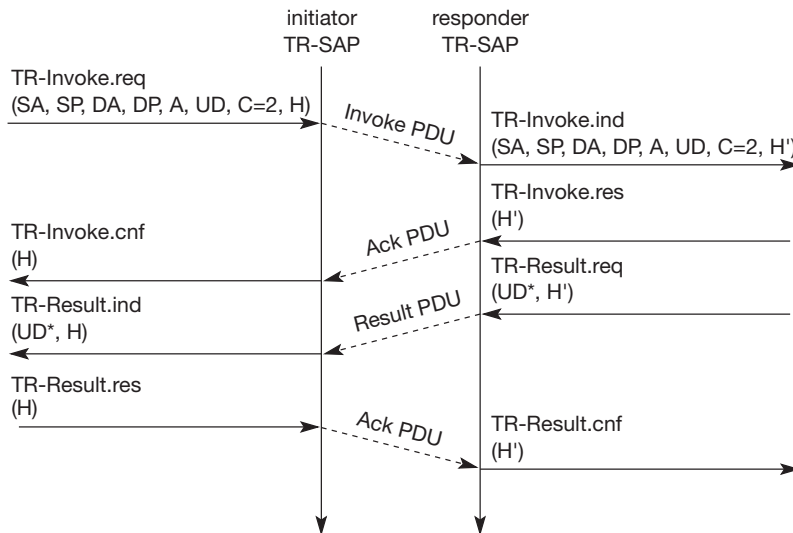 initiator
TR-SAP
responder
TR-SAP
TR-Invoke.req
(SA, SP, DA, DP, A, UD, C=2, H)
Invoke PDU
TR-Invoke.ind
(SA, SP, DA, DP, A, UD, C=2, H')
TR-Invoke.res
(H')
Ack PDU
TR-Invoke.cnf
(H)
TR-Result.req
(UD*, H')
Result PDU
TR-Result.ind
(UD*, H)
TR-Result.res
(H)
Ack PDU
TR-Result.cnf
(H')